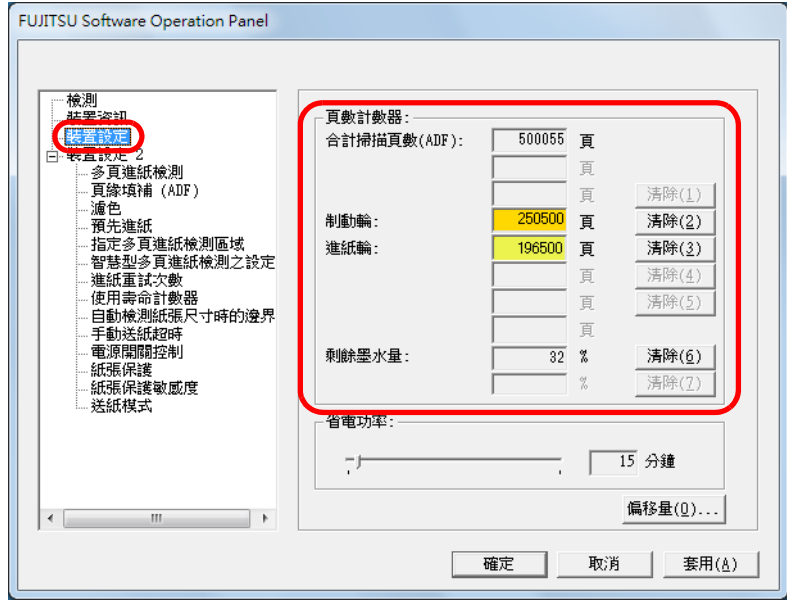 FUJITSU Software Operation Panel
檢測
裝置資訊
裝置設定
裝置設定 2
多頁進紙檢測
頁緣填補 (ADF)
濾色
預先進紙
指定多頁進紙檢測區域
智慧型多頁進紙檢測之設定
進紙重試次數
使用壽命計數器
自動檢測紙張尺寸時的邊界
手動送紙超時
電源開關控制
紙張保護
紙張保護敏感度
送紙模式
頁數計數器:
合計掃描頁數(ADF): 500055 頁
頁
頁 清除(1)
制動輪: 250500 頁 清除(2)
進紙輪: 196500 頁 清除(3)
頁 清除(4)
頁 清除(5)
頁
剩餘墨水量: 32 % 清除(6)
% 清除(7)
省電功率:
15 分鐘
偏移量(O)...
確定 取消 套用(A)